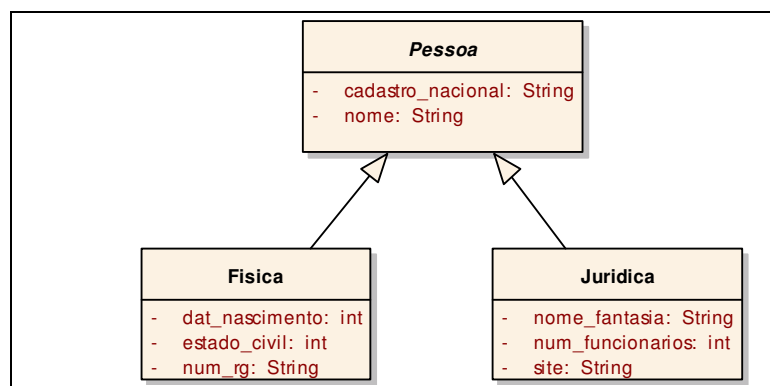 Pessoa
- cadastro_nacional: String
- nome: String
Fisica
- dat_nascimento: int
- estado_civil: int
- num_rg: String
Juridica
- nome_fantasia: String
- num_funcionarios: int
- site: String